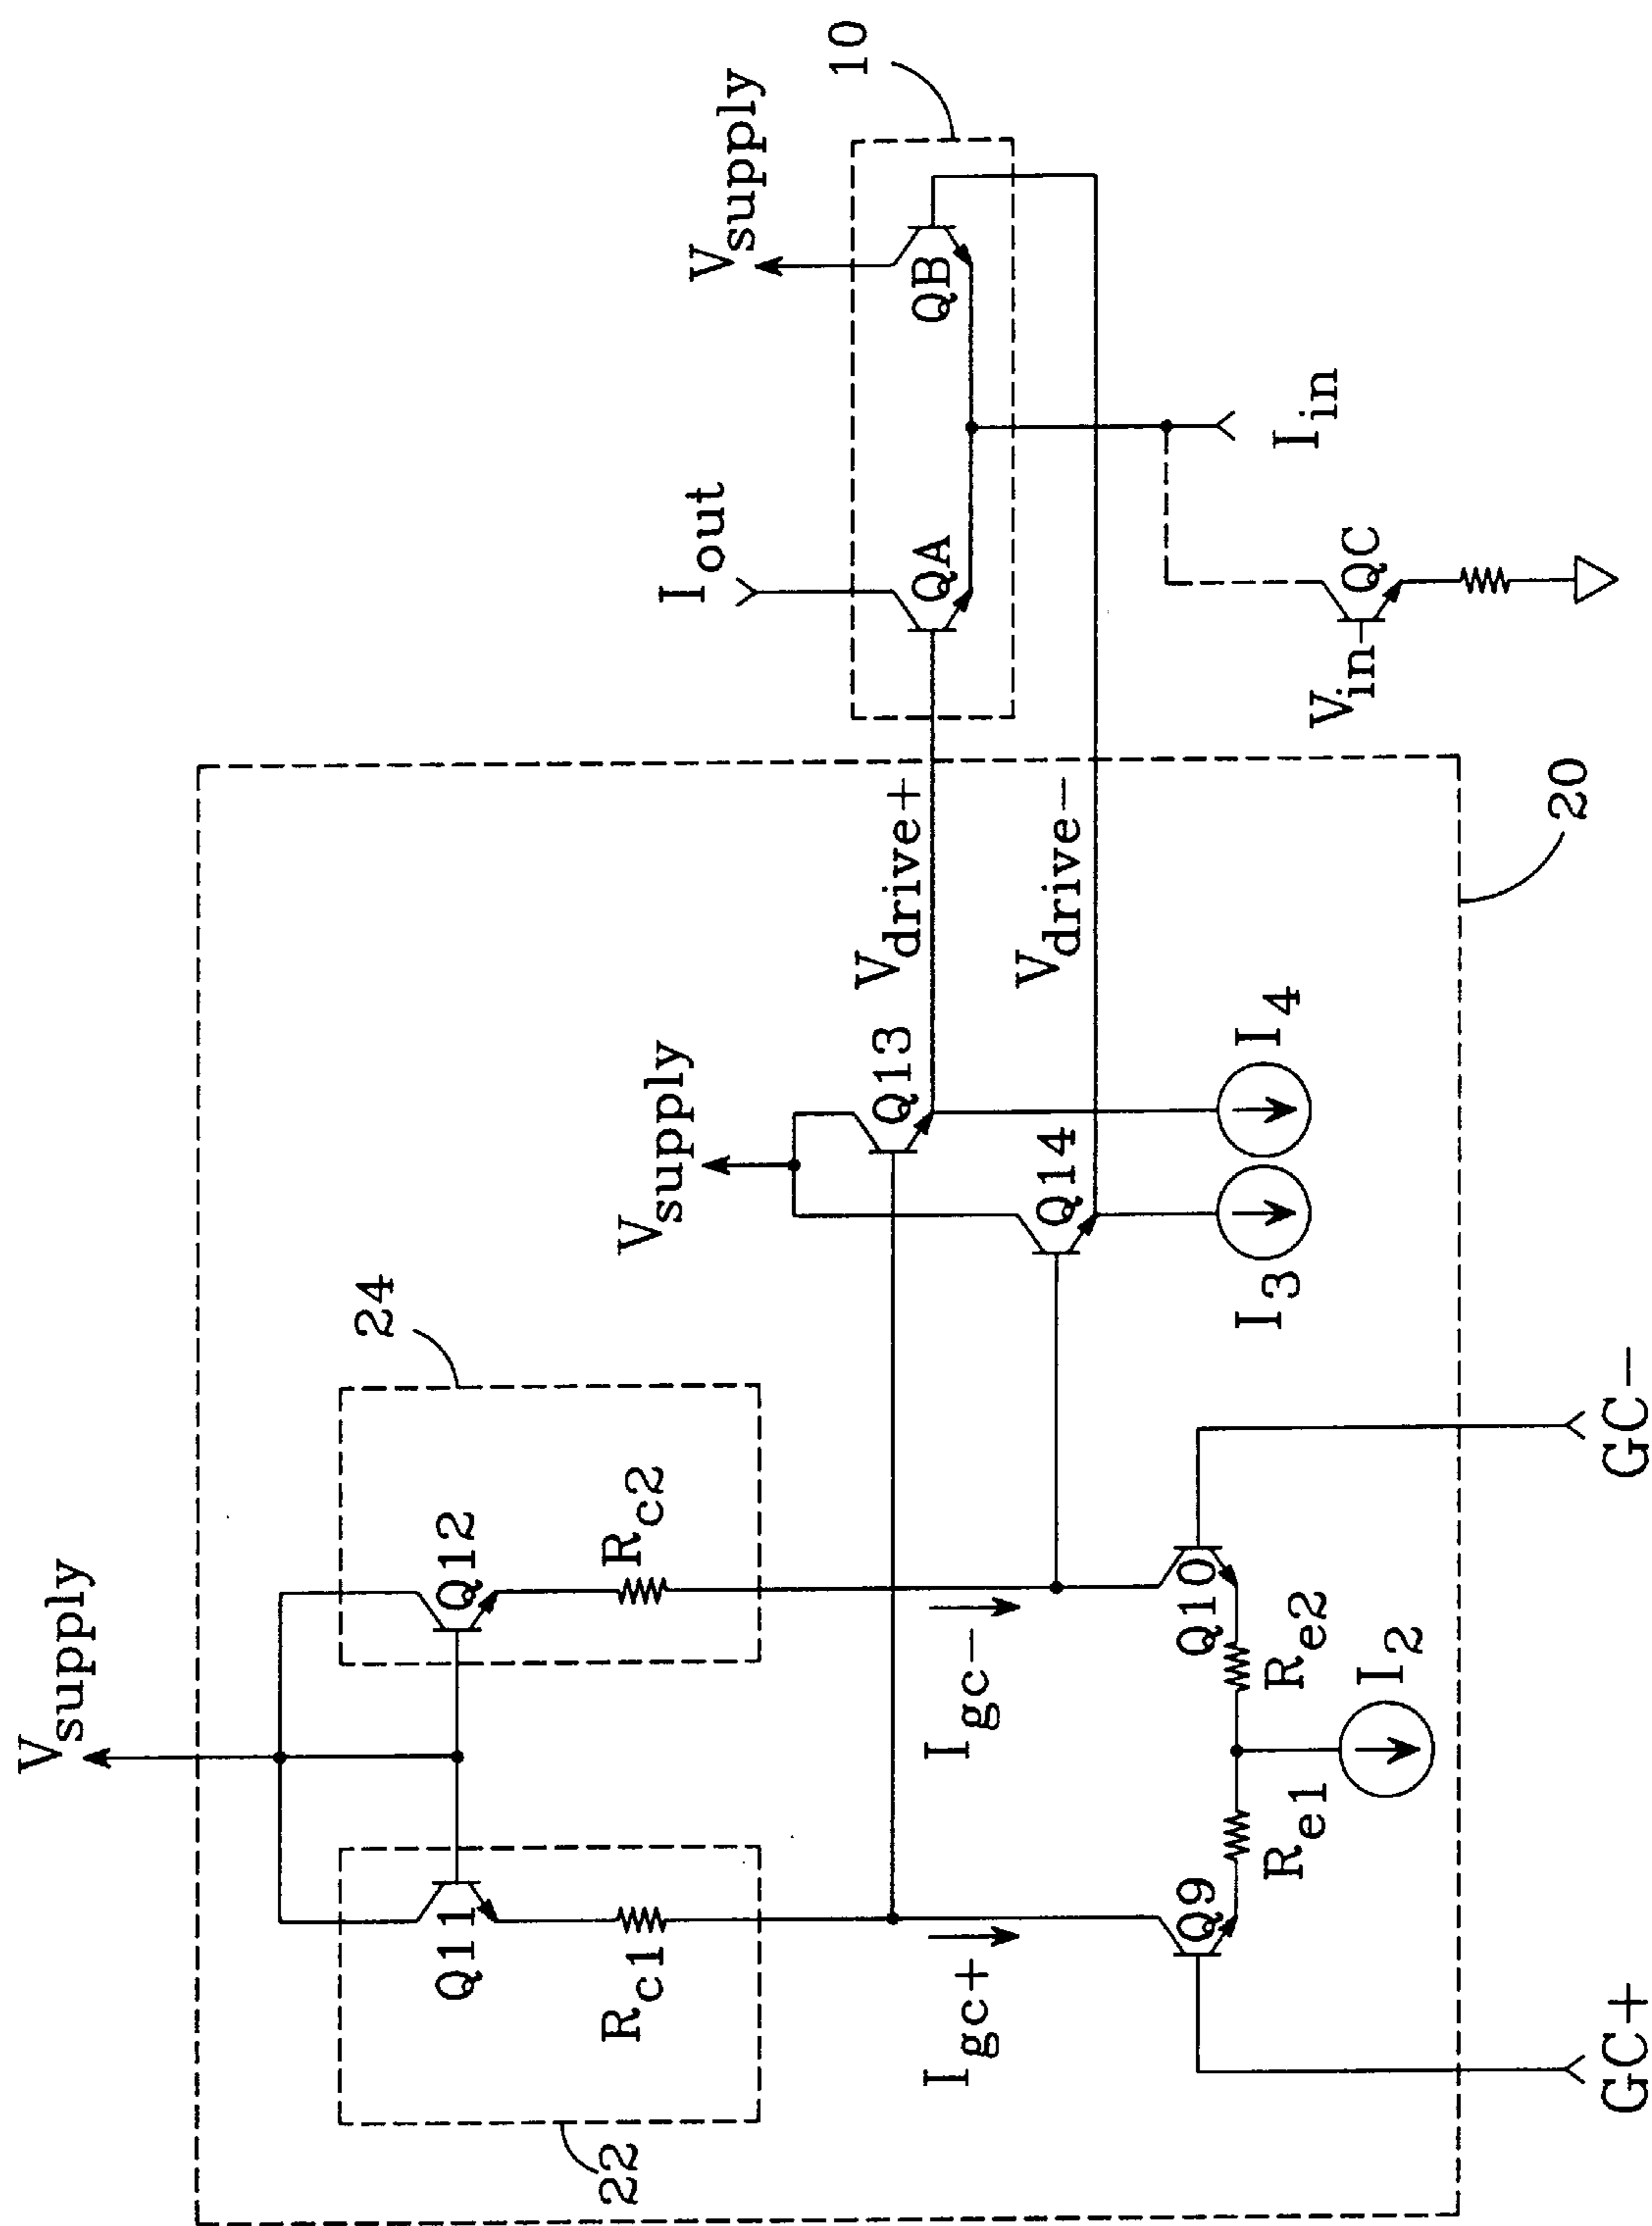 Vsupply
24
Q12
Rc2
Q11
Rc1
22
Vsupply
Q13
Q14
Vdrive+
Vdrive−
I3
I4
Igc+
Igc−
Q9
Q10
Re1
Re2
I2
GC+
GC−
20
Iout
Vsupply
10
QA
QB
Iin
Vin
QC